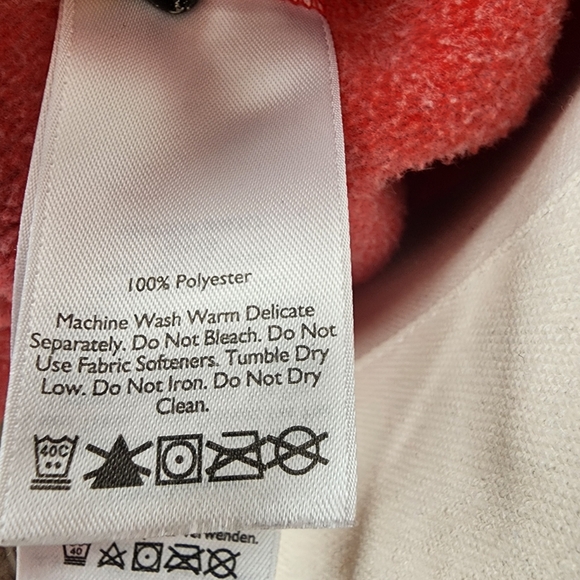 100% Polyester
Machine Wash Warm Delicate
Separately. Do Not Bleach. Do Not
Use Fabric Softeners. Tumble Dry
Low. Do Not Iron. Do Not Dry
Clean.
40C
verwenden.
40